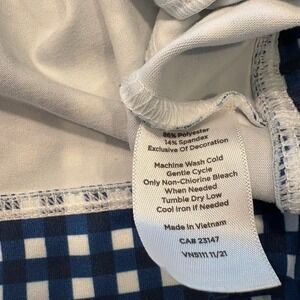 86% Polyester
14% Spandex
Exclusive Of Decoration
Machine Wash Cold
Gentle Cycle
Only Non-Chlorine Bleach
When Needed
Tumble Dry Low
Cool Iron If Needed
Made In Vietnam
CA# 23147
VN5111 11/21